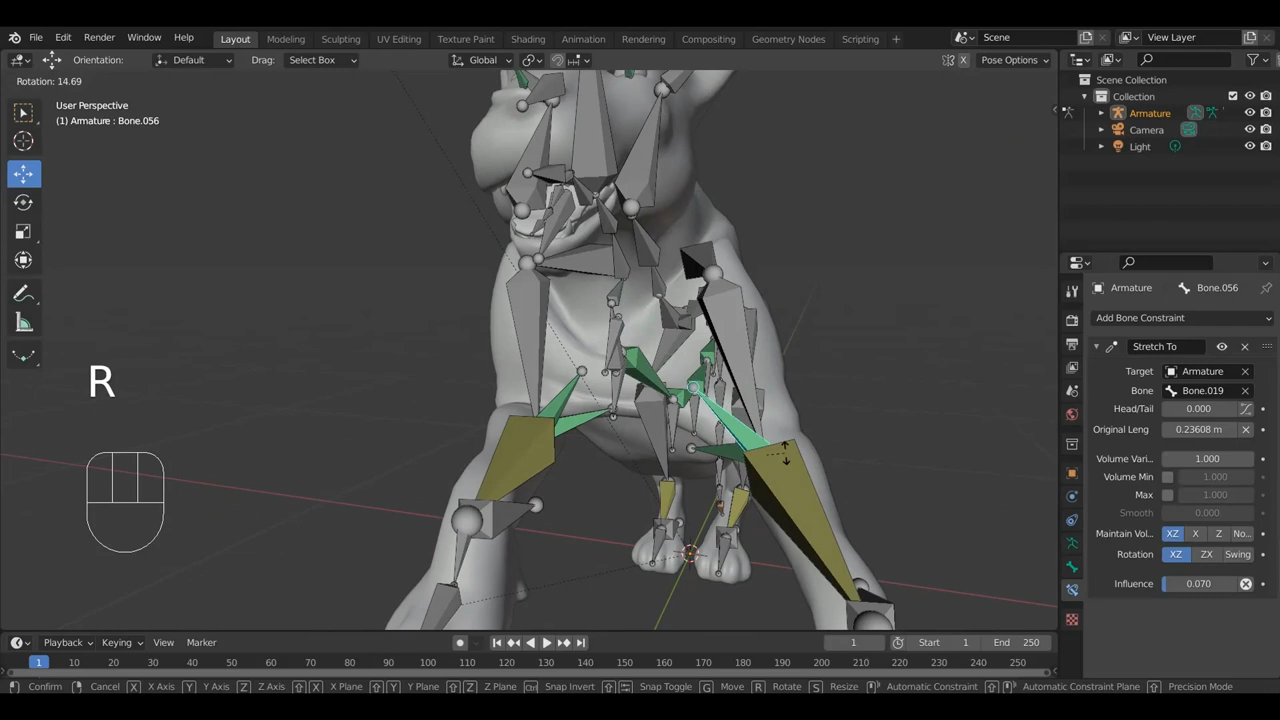 File Edit Render Window Help Layout Modeling Sculpting UV Editing Texture Paint Shading Animation Rendering Compositing Geometry Nodes Scripting + Scene View Layer
Orientation: Default Drag: Select Box Global X Pose Options
Rotation: 14.69
User Perspective
(1) Armature : Bone.056
R
Scene Collection
Collection
Armature
Camera
Light
Armature Bone.056
Add Bone Constraint
Stretch To
Target Armature
Bone Bone.019
Head/Tail 0.000
Original Leng 0.23608 m
Volume Vari... 1.000
Volume Min 1.000
Max 1.000
Smooth 0.000
Maintain Vol... XZ X Z No...
Rotation XZ ZX Swing
Influence 0.070
Playback Keying View Marker 1 Start 1 End 250
1 10 20 30 40 50 60 70 80 90 100 110 120 130 140 150 160 170 180 190 200 210 220 230 240 250
Confirm Cancel X X Axis Y Y Axis Z Z Axis X X Plane Y Y Plane Z Z Plane Ctrl Snap Invert Snap Toggle G Move R Rotate S Resize Automatic Constraint Automatic Constraint Plane Precision Mode